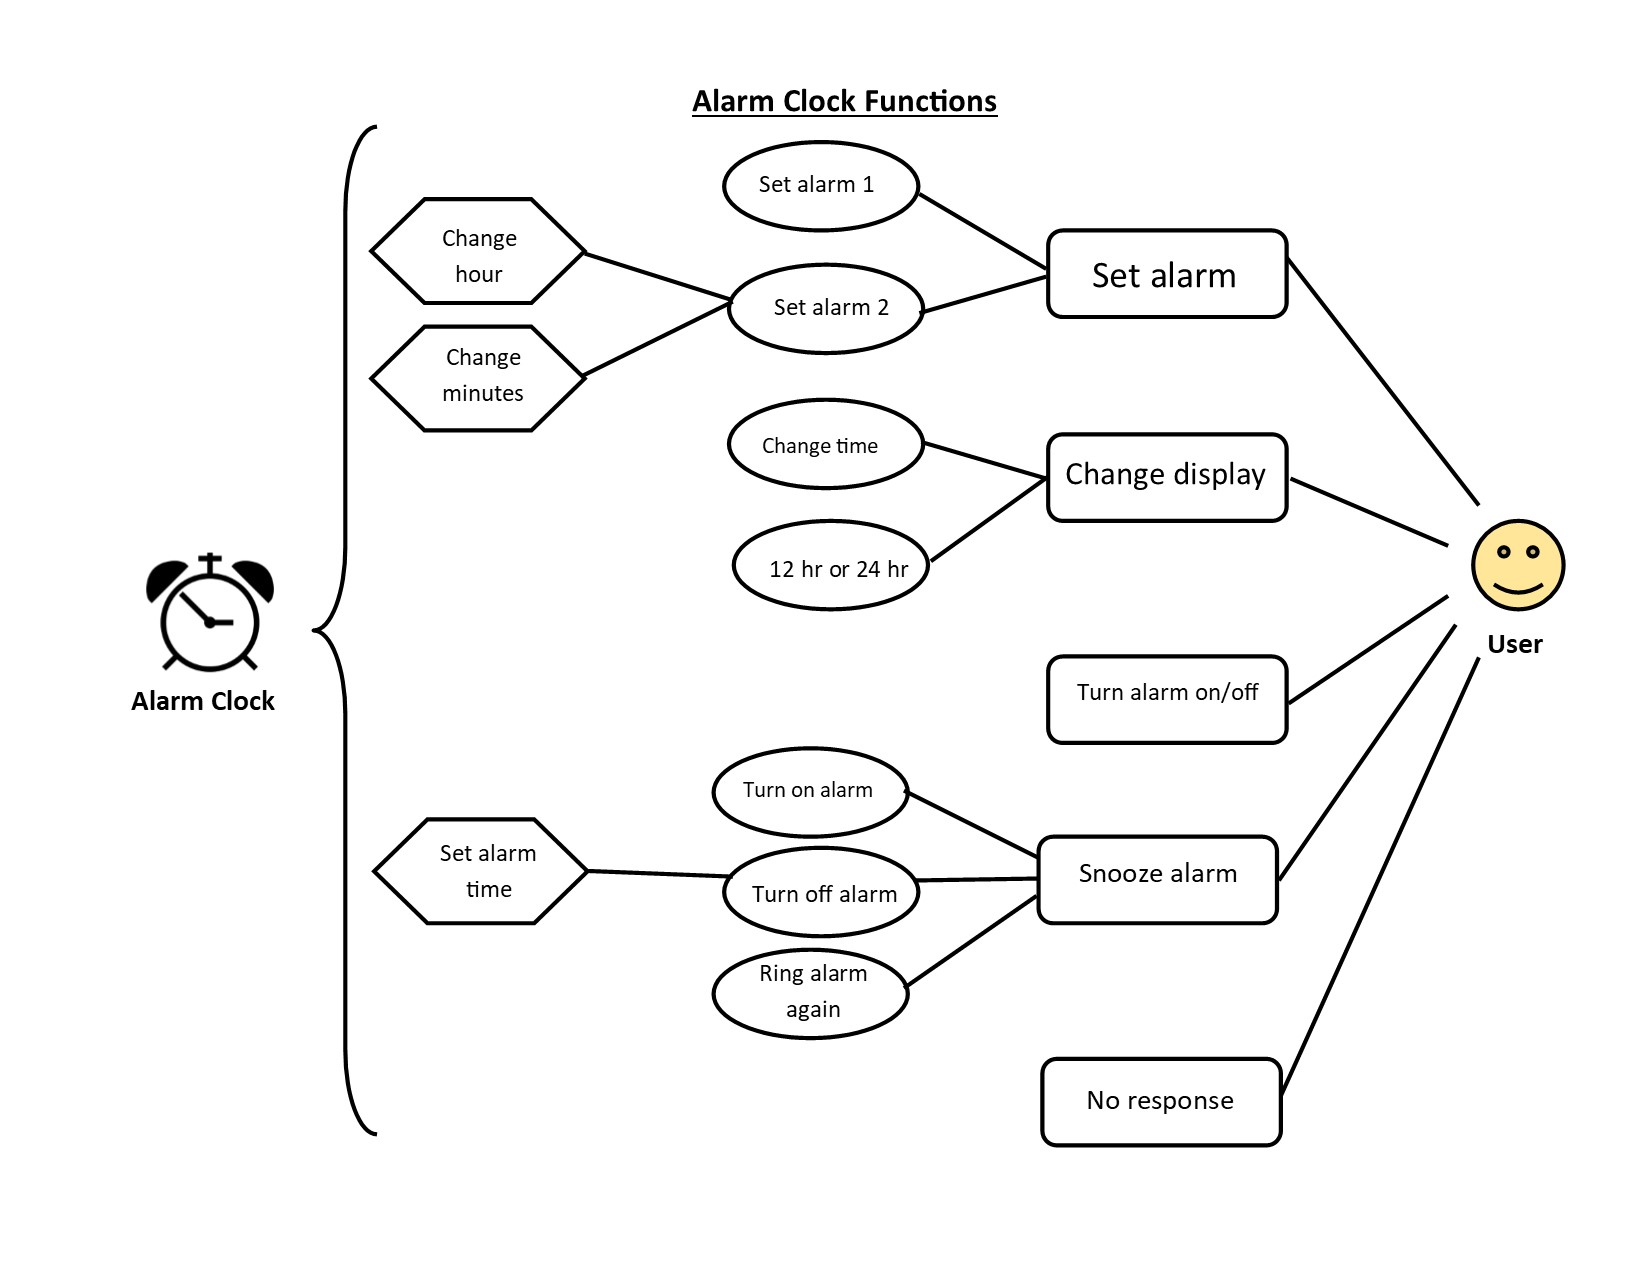 Alarm Clock Functions
Set alarm 1
Change
hour
Set alarm
Set alarm 2
Change
minutes
Change time
Change display
12 hr or 24 hr
User
Alarm Clock
Turn alarm on/off
Turn on alarm
Set alarm
time
Turn off alarm
Snooze alarm
Ring alarm
again
No response